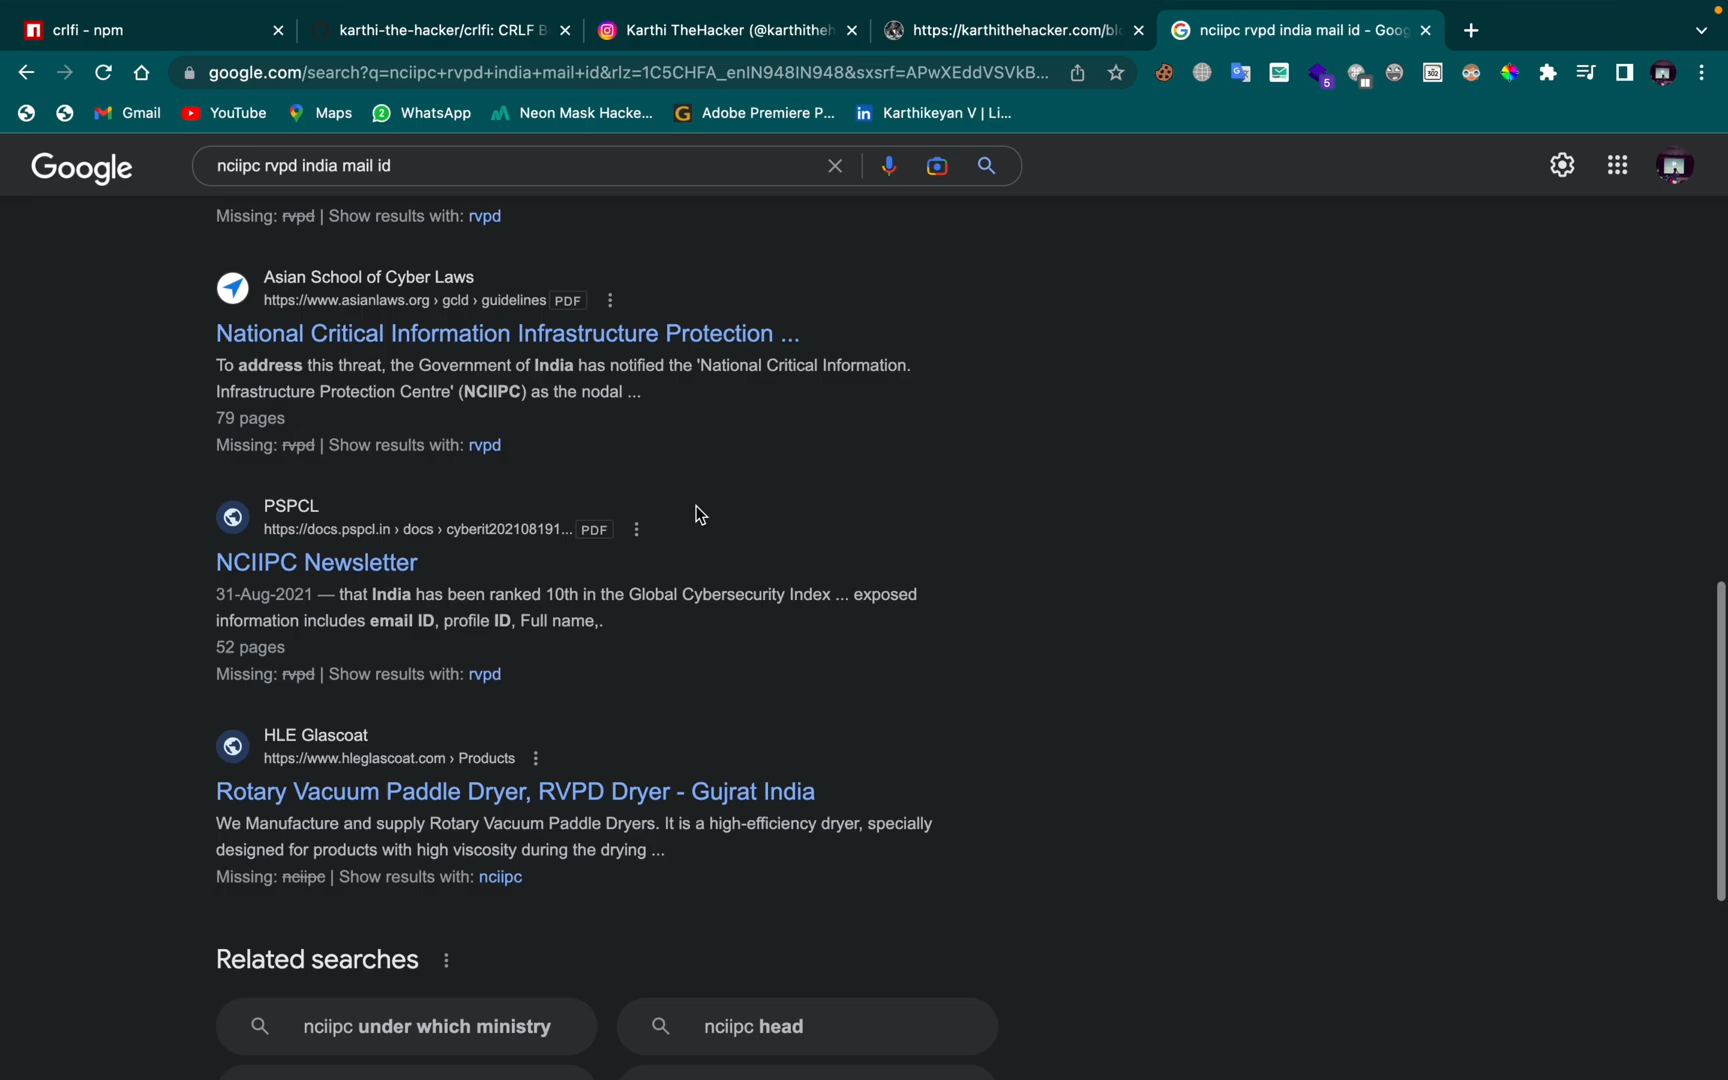 crlfi - npm
karthi-the-hacker/crlfi: CRLF B
Karthi TheHacker (@karthitheh
https://karthithehacker.com/blo
nciipc rvpd india mail id - Goog
google.com/search?q=nciipc+rvpd+india+mail+id&rlz=1C5CHFA_enIN948IN948&sxsrf=APwXEddVSVkB...
5
302
Gmail
YouTube
Maps
2
WhatsApp
Neon Mask Hacke...
Adobe Premiere P...
Karthikeyan V | Li...
Google
nciipc rvpd india mail id
Missing: rvpd | Show results with: rvpd
Asian School of Cyber Laws
https://www.asianlaws.org › gcld › guidelines PDF
National Critical Information Infrastructure Protection ...
To address this threat, the Government of India has notified the 'National Critical Information.
Infrastructure Protection Centre' (NCIIPC) as the nodal ...
79 pages
Missing: rvpd | Show results with: rvpd
PSPCL
https://docs.pspcl.in › docs › cyberit202108191... PDF
NCIIPC Newsletter
31-Aug-2021 — that India has been ranked 10th in the Global Cybersecurity Index ... exposed
information includes email ID, profile ID, Full name,.
52 pages
Missing: rvpd | Show results with: rvpd
HLE Glascoat
https://www.hleglascoat.com › Products
Rotary Vacuum Paddle Dryer, RVPD Dryer - Gujrat India
We Manufacture and supply Rotary Vacuum Paddle Dryers. It is a high-efficiency dryer, specially
designed for products with high viscosity during the drying ...
Missing: nciipc | Show results with: nciipc
Related searches
nciipc under which ministry
nciipc head